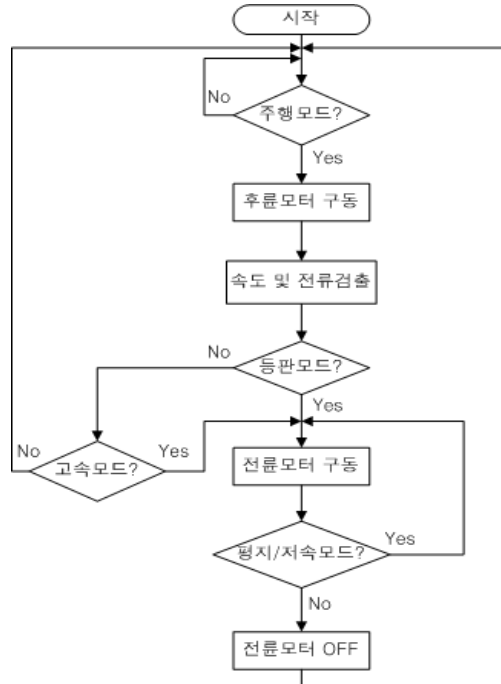 시작
No
주행모드?
Yes
후륜모터 구동
속도 및 전류검출
No
등판모드?
Yes
No
고속모드?
Yes
전륜모터 구동
평지/저속모드?
Yes
No
전륜모터 OFF